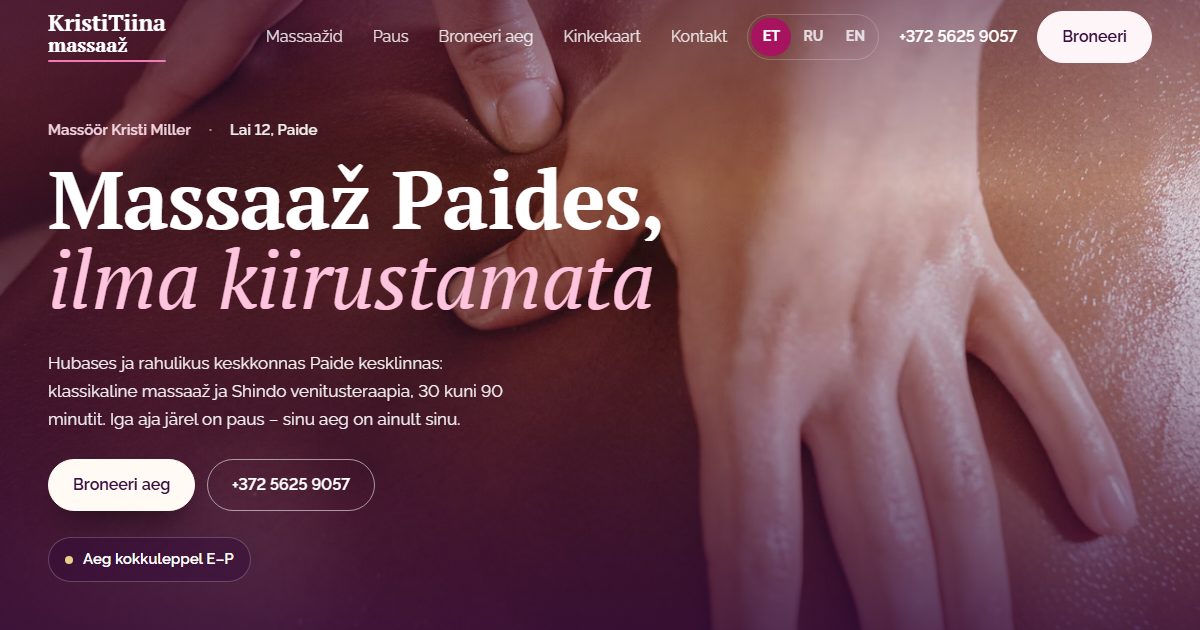 KristiTiina
massaaž
Massaažid Paus Broneeri aeg Kinkekaart Kontakt ET RU EN +372 5625 9057 Broneeri
Massöör Kristi Miller · Lai 12, Paide
Massaaž Paides,
ilma kiirustamata
Hubases ja rahulikus keskkonnas Paide kesklinnas:
klassikaline massaaž ja Shindo venitusteraapia, 30 kuni 90
minutit. Iga aja järel on paus – sinu aeg on ainult sinu.
Broneeri aeg +372 5625 9057
Aeg kokkuleppel E–P